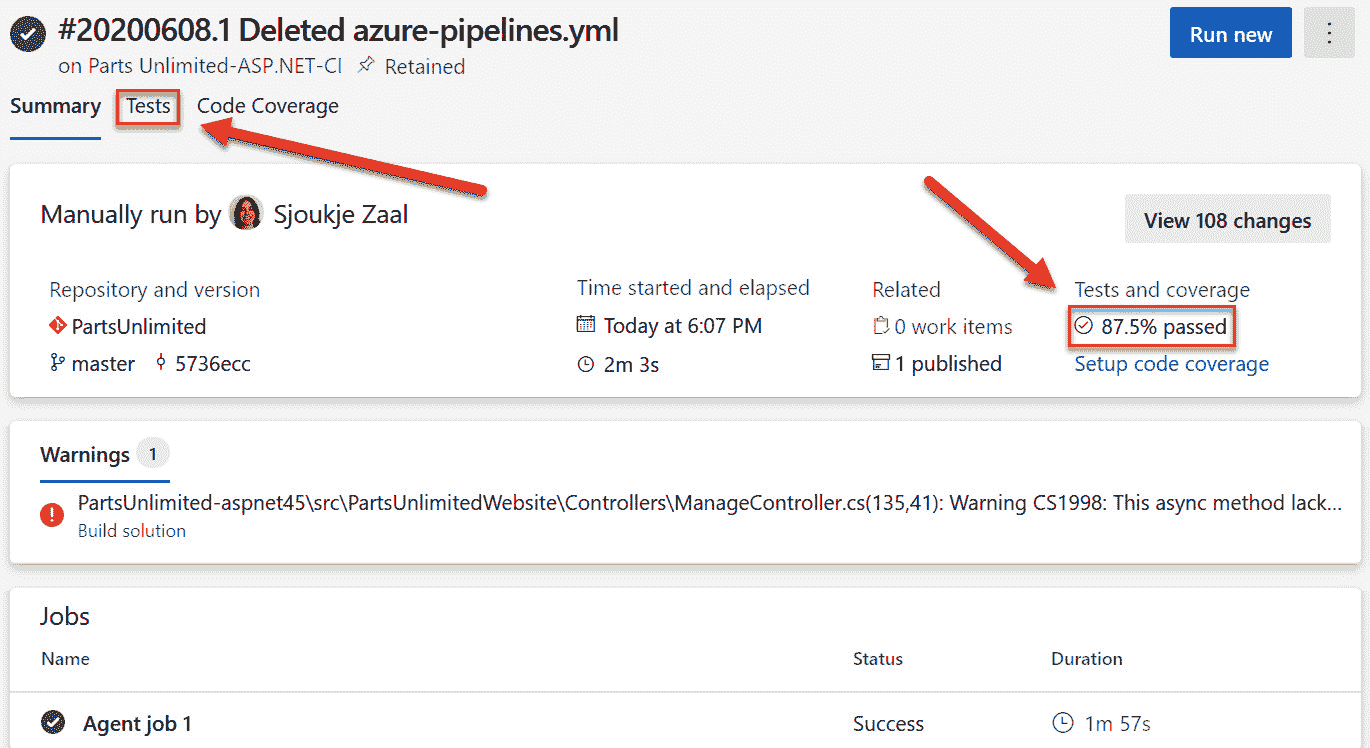 #20200608.1 Deleted azure-pipelines.yml
Run new
on Parts Unlimited-ASP.NET-CI Retained
Summary Tests Code Coverage
Manually run by Sjoukje Zaal
View 108 changes
Repository and version
Time started and elapsed
Related
Tests and coverage
PartsUnlimited
Today at 6:07 PM
0 work items
87.5% passed
master 5736ecc
2m 3s
1 published
Setup code coverage
Warnings 1
PartsUnlimited-aspnet45\src\PartsUnlimitedWebsite\Controllers\ManageController.cs(135,41): Warning CS1998: This async method lack...
Build solution
Jobs
Name Status Duration
Agent job 1 Success 1m 57s